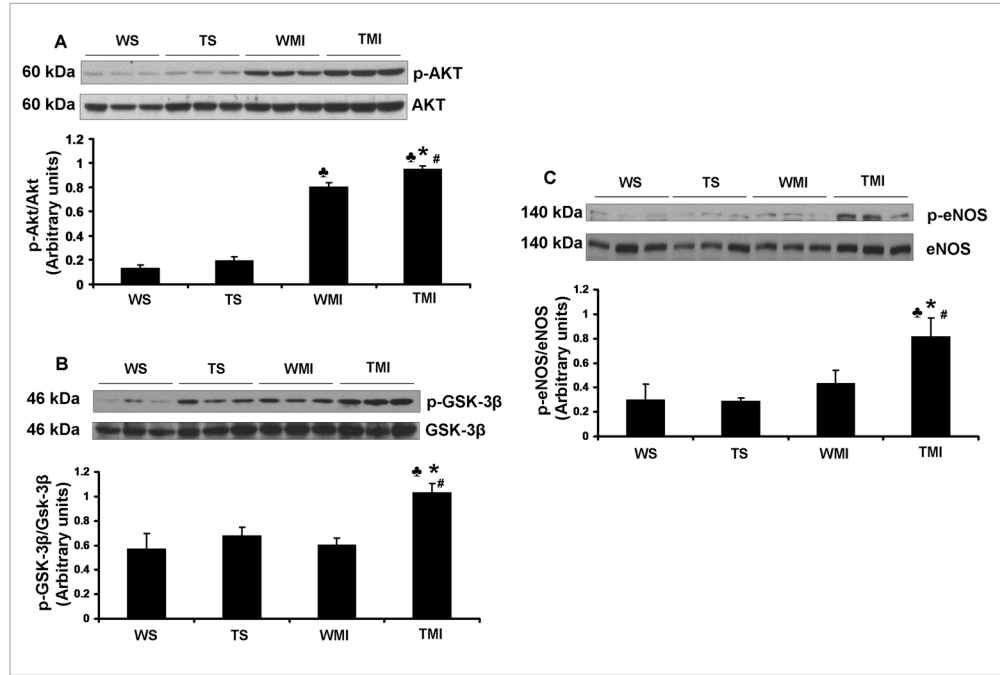 A
WS TS WMI TMI
60 kDa p-AKT
60 kDa AKT
p-Akt/Akt
(Arbitrary units)
1.2
1
0.8
0.6
0.4
0.2
0
♣
♣ * #
WS TS WMI TMI
B
WS TS WMI TMI
46 kDa p-GSK-3β
46 kDa GSK-3β
p-GSK-3β/Gsk-3β
(Arbitrary units)
1.2
1
0.8
0.6
0.4
0.2
0
♣ *
#
WS TS WMI TMI
C
WS TS WMI TMI
140 kDa p-eNOS
140 kDa eNOS
p-eNOS/eNOS
(Arbitrary units)
1.2
1
0.8
0.6
0.4
0.2
0
♣ * #
WS TS WMI TMI